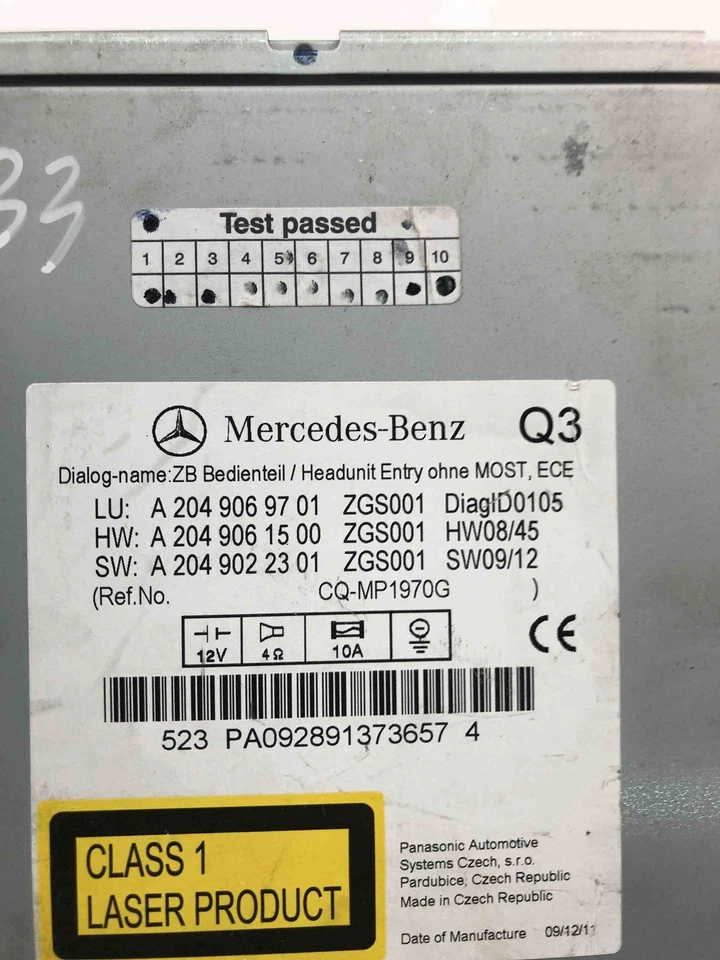 33
Test passed
1 2 3 4 5 6 7 8 9 10
Mercedes-Benz Q3
Dialog-name:ZB Bedienteil / Headunit Entry ohne MOST, ECE
LU: A 204 906 97 01 ZGS001 DiagID0105
HW: A 204 906 15 00 ZGS001 HW08/45
SW: A 204 902 23 01 ZGS001 SW09/12
(Ref.No. CQ-MP1970G )
12V 4Ω 10A CE
523 PA092891373657 4
CLASS 1
LASER PRODUCT
Panasonic Automotive
Systems Czech, s.r.o.
Pardubice, Czech Republic
Made in Czech Republic
Date of Manufacture 09/12/11